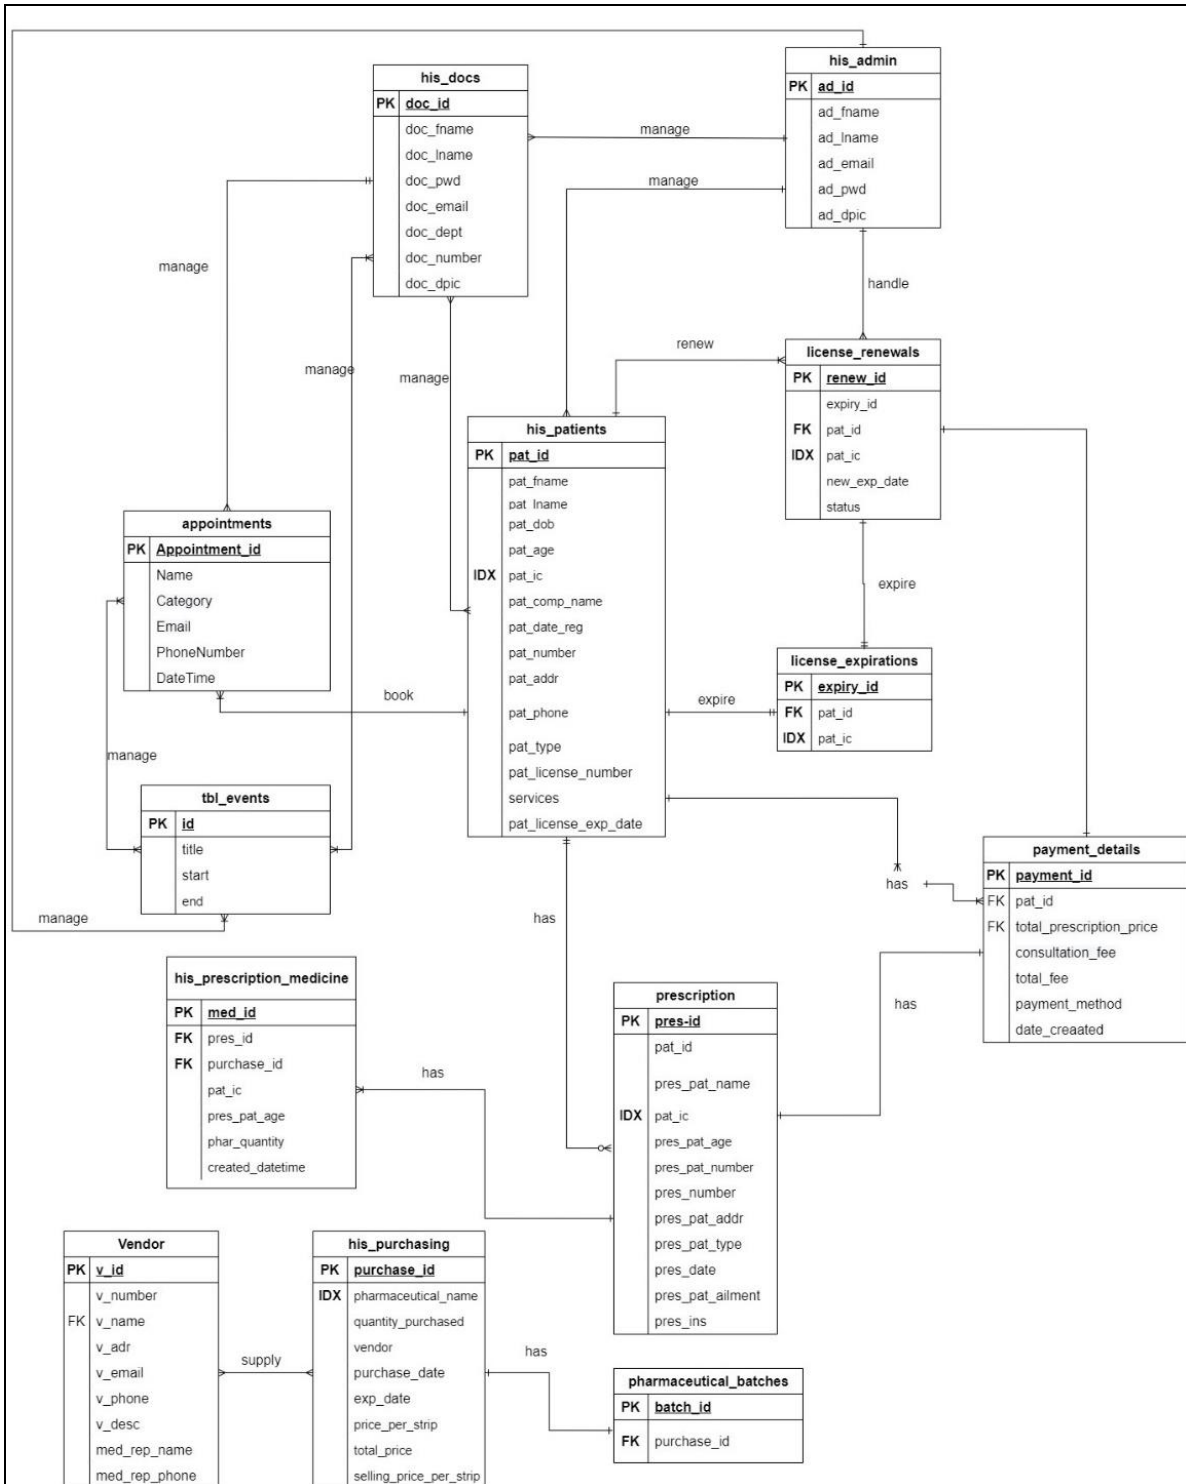 his_admin
PK ad_id
ad_fname
ad_lname
ad_email
ad_pwd
ad_dpic
his_docs
PK doc_id
doc_fname
doc_lname
doc_pwd
doc_email
doc_dept
doc_number
doc_dpic
manage
manage
manage
handle
manage
manage
renew
license_renewals
PK renew_id
expiry_id
FK pat_id
IDX pat_ic
new_exp_date
status
his_patients
PK pat_id
pat_fname
pat_lname
pat_dob
pat_age
IDX pat_ic
pat_comp_name
pat_date_reg
pat_number
pat_addr
pat_phone
pat_type
pat_license_number
services
pat_license_exp_date
appointments
PK Appointment_id
Name
Category
Email
PhoneNumber
DateTime
expire
license_expirations
PK expiry_id
FK pat_id
IDX pat_ic
book
expire
manage
tbl_events
PK id
title
start
end
manage
has
has
payment_details
PK payment_id
FK pat_id
FK total_prescription_price
consultation_fee
total_fee
payment_method
date_creaated
his_prescription_medicine
PK med_id
FK pres_id
FK purchase_id
pat_ic
pres_pat_age
phar_quantity
created_datetime
has
has
prescription
PK pres-id
pat_id
pres_pat_name
IDX pat_ic
pres_pat_age
pres_pat_number
pres_number
pres_pat_addr
pres_pat_type
pres_date
pres_pat_ailment
pres_ins
Vendor
PK v_id
v_number
FK v_name
v_adr
v_email
v_phone
v_desc
med_rep_name
med_rep_phone
supply
his_purchasing
PK purchase_id
IDX pharmaceutical_name
quantity_purchased
vendor
purchase_date
exp_date
price_per_strip
total_price
selling_price_per_strip
has
pharmaceutical_batches
PK batch_id
FK purchase_id